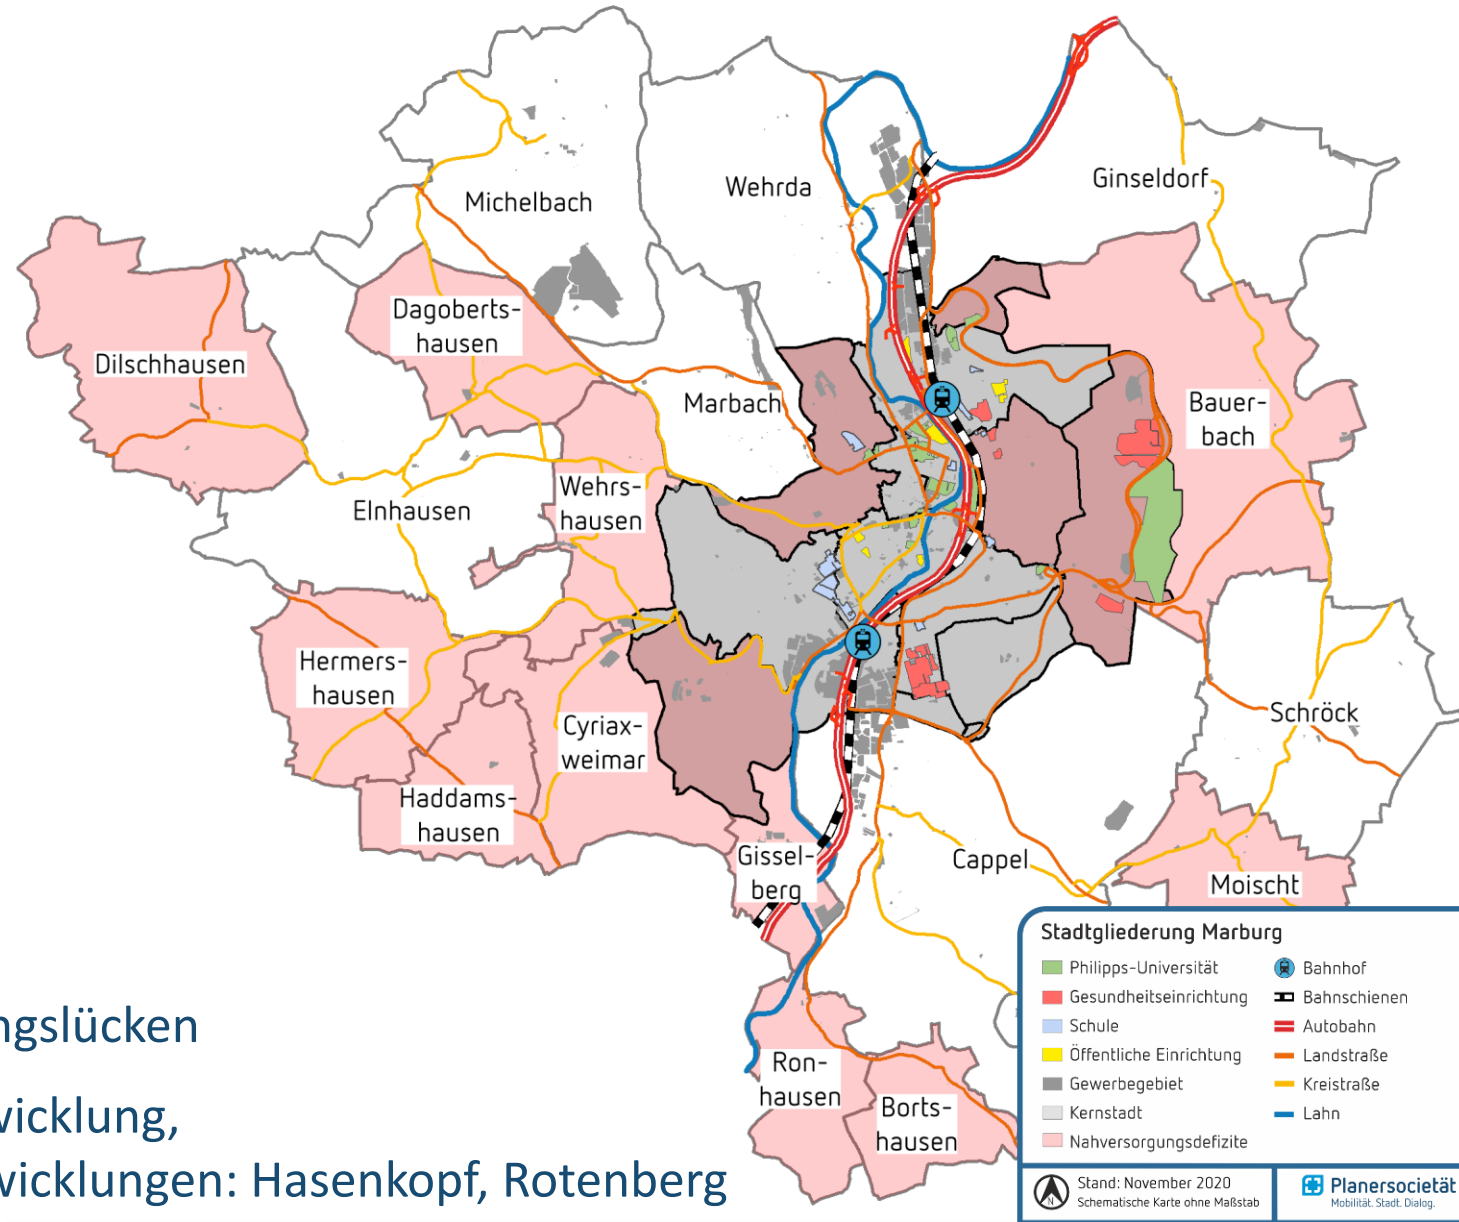 Michelbach
Wehrda
Ginseldorf
Dagoberts-
hausen
Dilschhausen
Marbach
Bauer-
bach
Wehrs-
hausen
Elnhausen
Hermers-
hausen
Cyriax-
weimar
Schröck
Haddams-
hausen
Gissel-
berg
Cappel
Moischt
Ron-
hausen
Borts-
hausen
ngslücken
wicklung,
wicklungen: Hasenkopf, Rotenberg
Stadtgliederung Marburg
Philipps-Universität
Gesundheitseinrichtung
Schule
Öffentliche Einrichtung
Gewerbegebiet
Kernstadt
Nahversorgungsdefizite
Bahnhof
Bahnschienen
Autobahn
Landstraße
Kreistraße
Lahn
N
Stand: November 2020
Schematische Karte ohne Maßstab
Planersocietät
Mobilität. Stadt. Dialog.